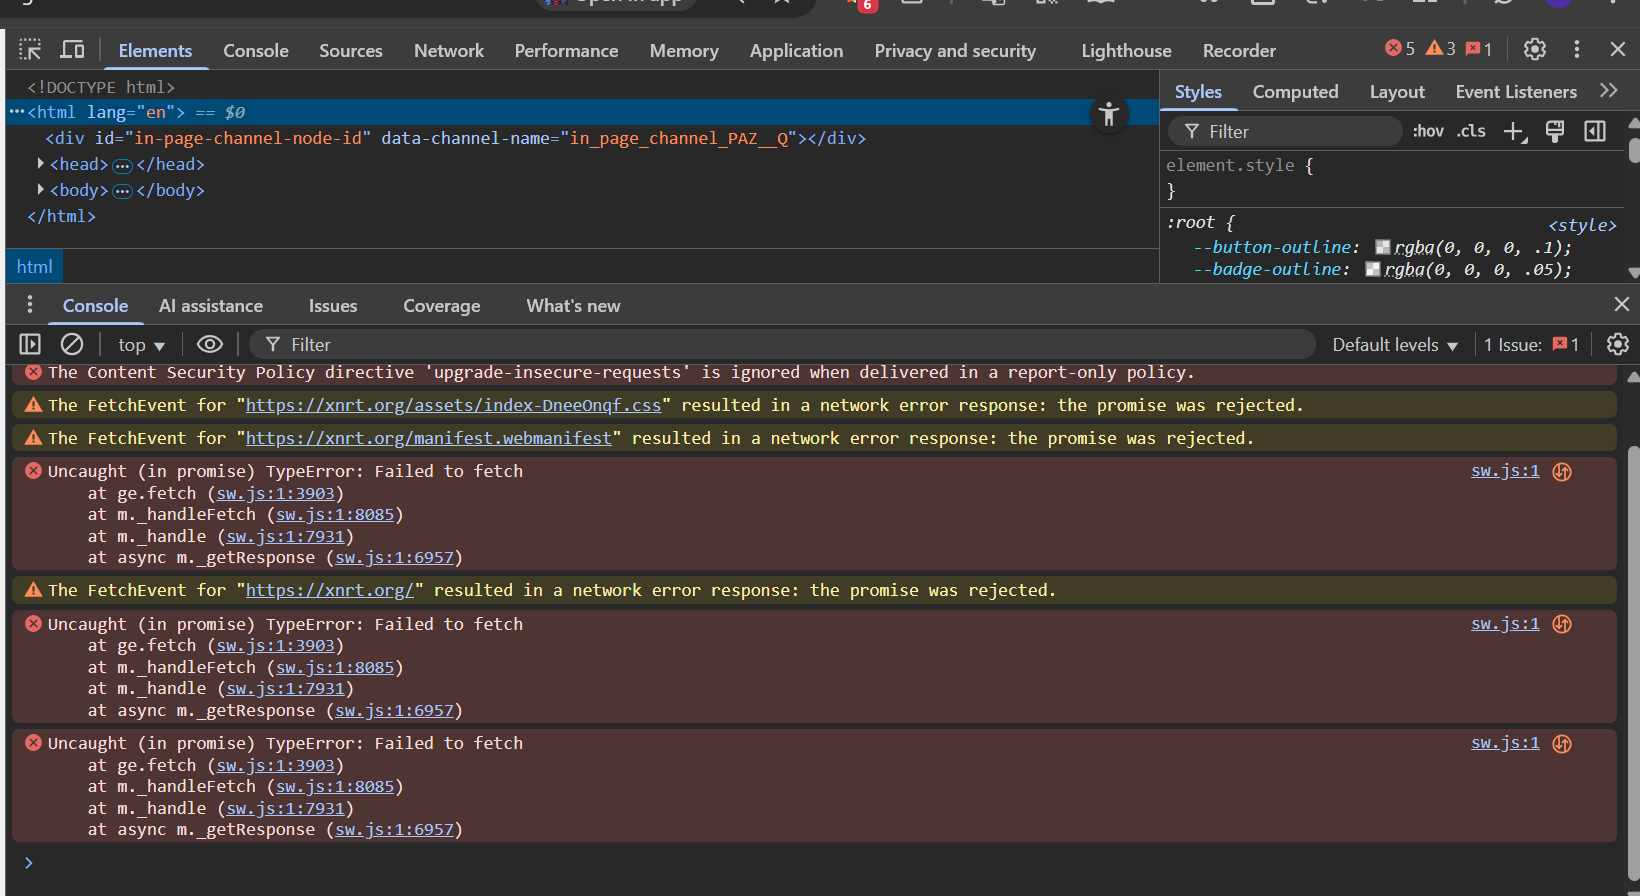 6
Elements Console Sources Network Performance Memory Application Privacy and security Lighthouse Recorder 5 3 1
<!DOCTYPE html>
<html lang="en"> == $0
<div id="in-page-channel-node-id" data-channel-name="in_page_channel_PAZ__Q"></div>
<head> </head>
<body> </body>
</html>
html
Styles Computed Layout Event Listeners
Filter :hov .cls
element.style {
}
:root { <style>
--button-outline: rgba(0, 0, 0, .1);
--badge-outline: rgba(0, 0, 0, .05);
Console AI assistance Issues Coverage What's new
top Filter Default levels 1 Issue: 1
The Content Security Policy directive 'upgrade-insecure-requests' is ignored when delivered in a report-only policy.
The FetchEvent for "https://xnrt.org/assets/index-DneeOnqf.css" resulted in a network error response: the promise was rejected.
The FetchEvent for "https://xnrt.org/manifest.webmanifest" resulted in a network error response: the promise was rejected.
Uncaught (in promise) TypeError: Failed to fetch sw.js:1
at ge.fetch (sw.js:1:3903)
at m._handleFetch (sw.js:1:8085)
at m._handle (sw.js:1:7931)
at async m._getResponse (sw.js:1:6957)
The FetchEvent for "https://xnrt.org/" resulted in a network error response: the promise was rejected.
Uncaught (in promise) TypeError: Failed to fetch sw.js:1
at ge.fetch (sw.js:1:3903)
at m._handleFetch (sw.js:1:8085)
at m._handle (sw.js:1:7931)
at async m._getResponse (sw.js:1:6957)
Uncaught (in promise) TypeError: Failed to fetch sw.js:1
at ge.fetch (sw.js:1:3903)
at m._handleFetch (sw.js:1:8085)
at m._handle (sw.js:1:7931)
at async m._getResponse (sw.js:1:6957)